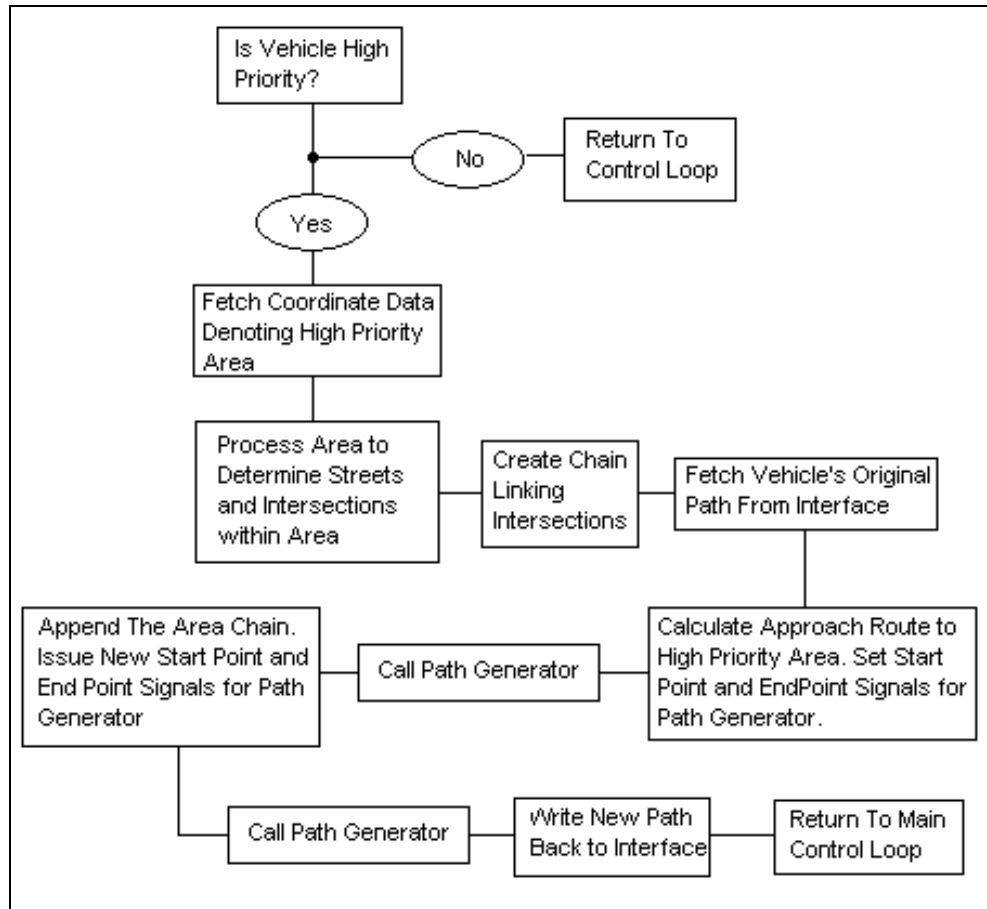 Is Vehicle High
Priority?
No
Return To
Control Loop
Yes
Fetch Coordinate Data
Denoting High Priority
Area
Process Area to
Determine Streets
and Intersections
within Area
Create Chain
Linking
Intersections
Fetch Vehicle's Original
Path From Interface
Calculate Approach Route to
High Priority Area. Set Start
Point and EndPoint Signals for
Path Generator.
Call Path Generator
Append The Area Chain.
Issue New Start Point and
End Point Signals for Path
Generator
Call Path Generator
Write New Path
Back to Interface
Return To Main
Control Loop